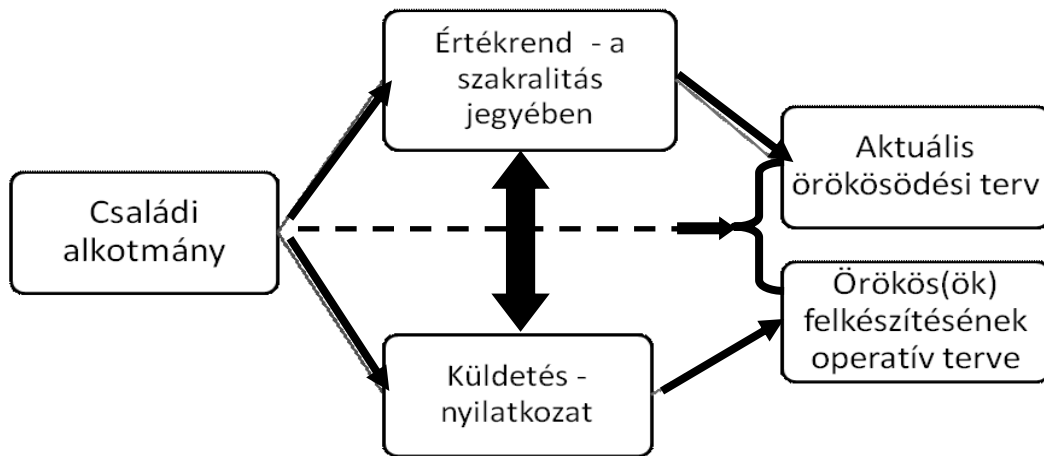 Családi
alkotmány
Értékrend - a
szakralitás
jegyében
Küldetés -
nyilatkozat
Aktuális
örökösödési terv
Örökös(ök)
felkészítésének
operatív terve